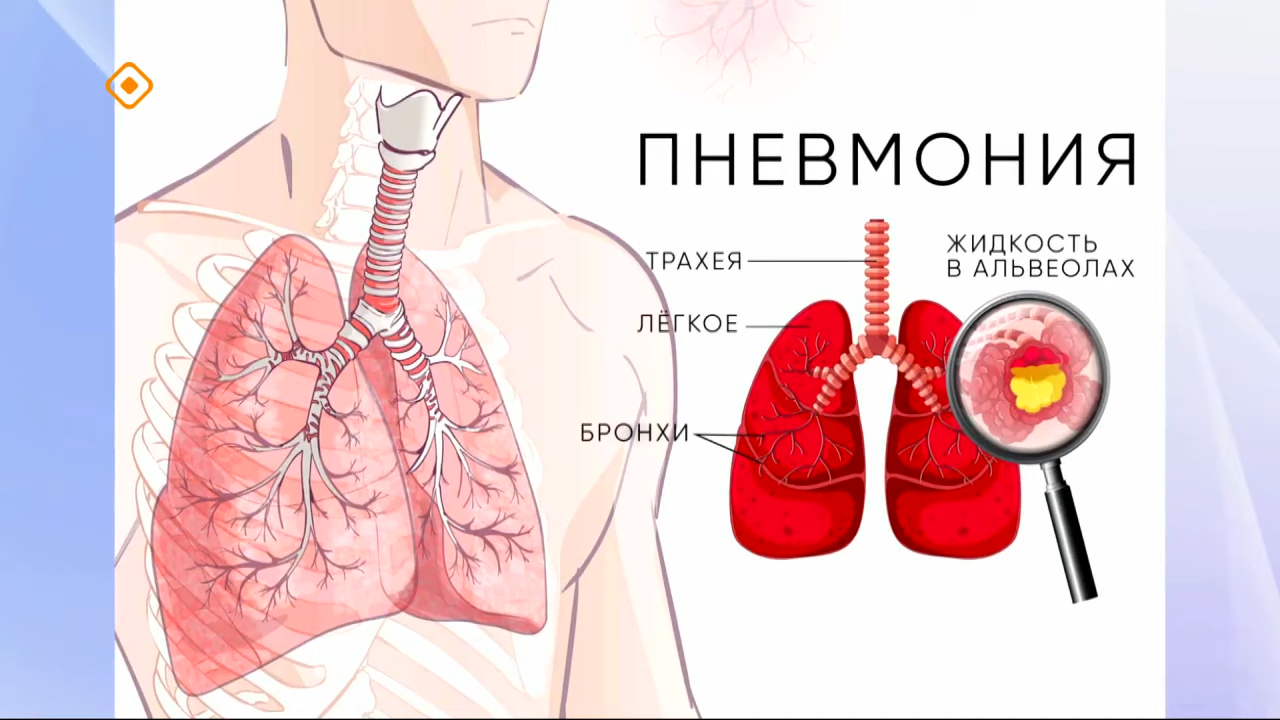 ПНЕВМОНИЯ
ТРАХЕЯ
ЖИДКОСТЬ
В АЛЬВЕОЛАХ
ЛЁГКОЕ
БРОНХИ